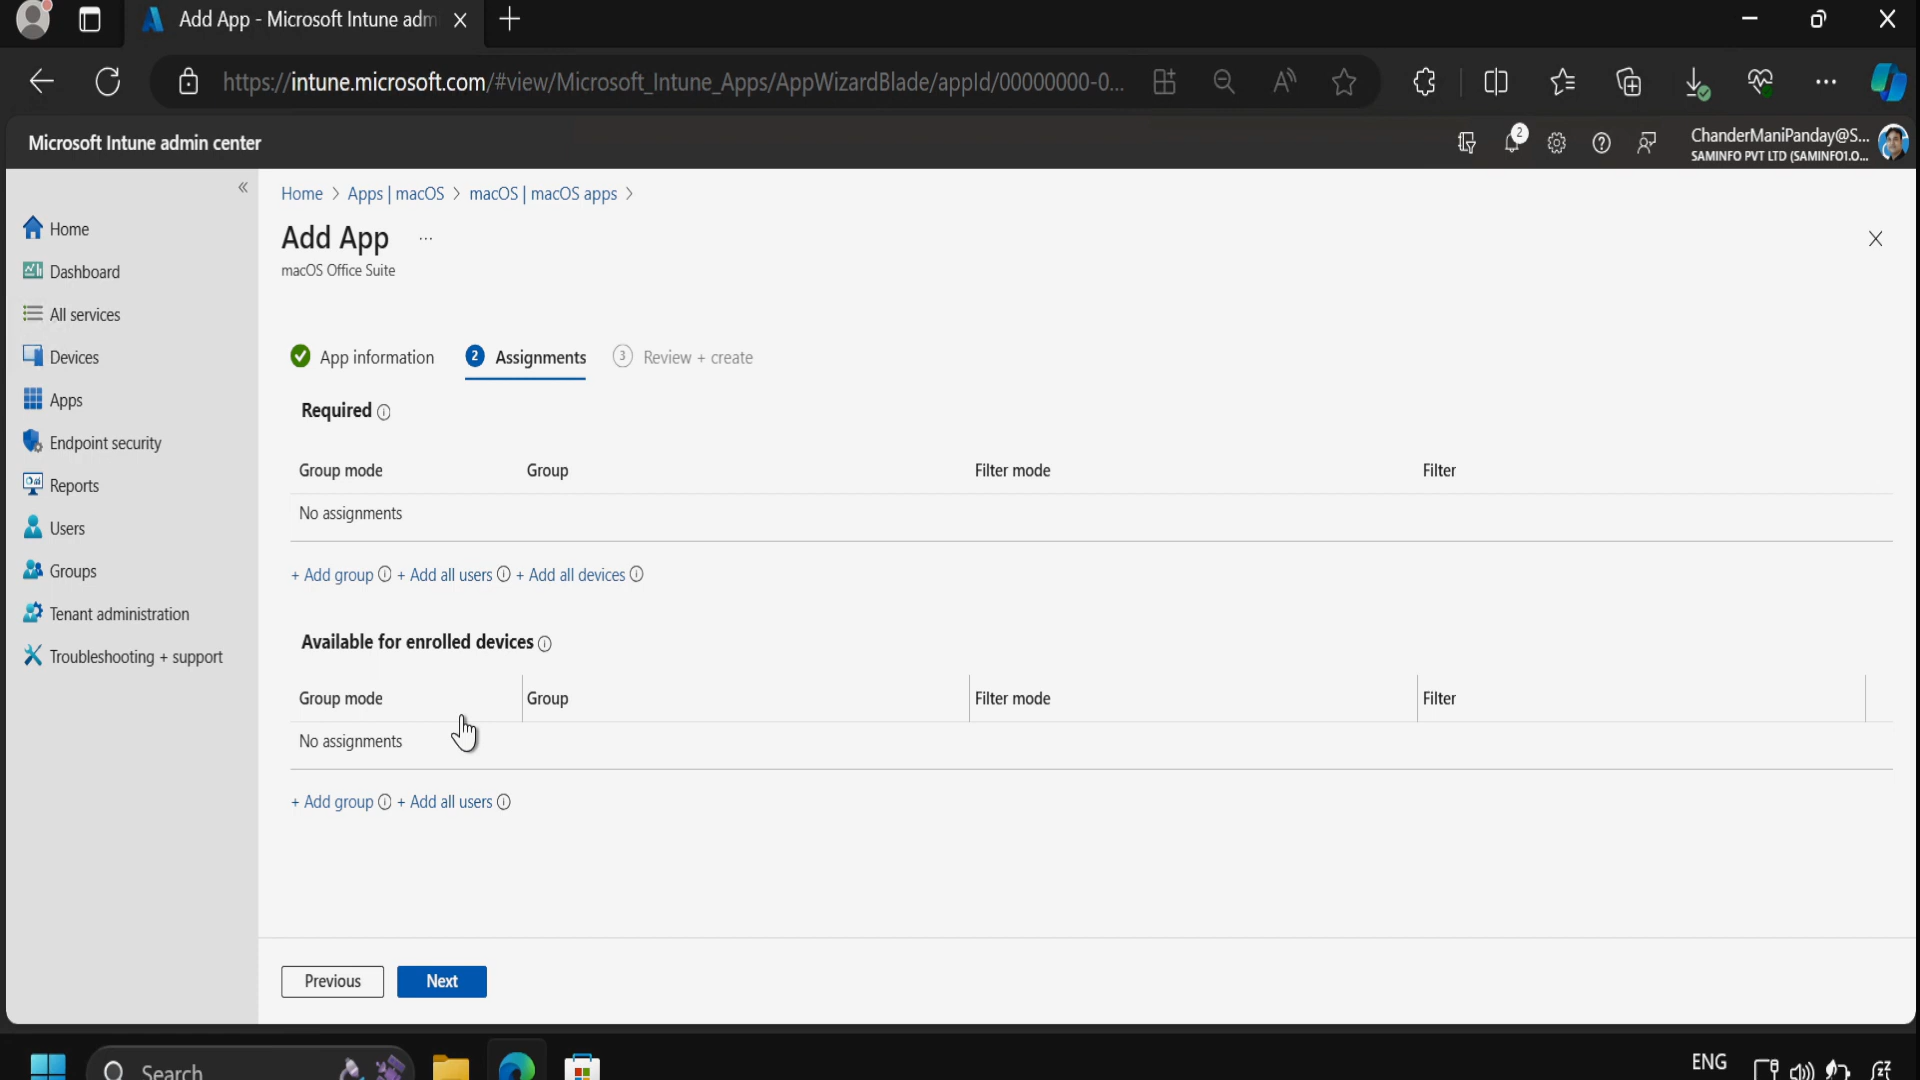 Add App - Microsoft Intune adm
https://intune.microsoft.com/#view/Microsoft_Intune_Apps/AppWizardBlade/appId/00000000-0...
Microsoft Intune admin center
2
ChanderManiPanday@S...
SAMINFO PVT LTD (SAMINFO1.O...
Home
Dashboard
All services
Devices
Apps
Endpoint security
Reports
Users
Groups
Tenant administration
Troubleshooting + support
Home > Apps | macOS > macOS | macOS apps >
Add App ...
macOS Office Suite
App information 2 Assignments 3 Review + create
Required
Group mode Group Filter mode Filter
No assignments
+ Add group + Add all users + Add all devices
Available for enrolled devices
Group mode Group Filter mode Filter
No assignments
+ Add group + Add all users
Previous Next
Search
ENG